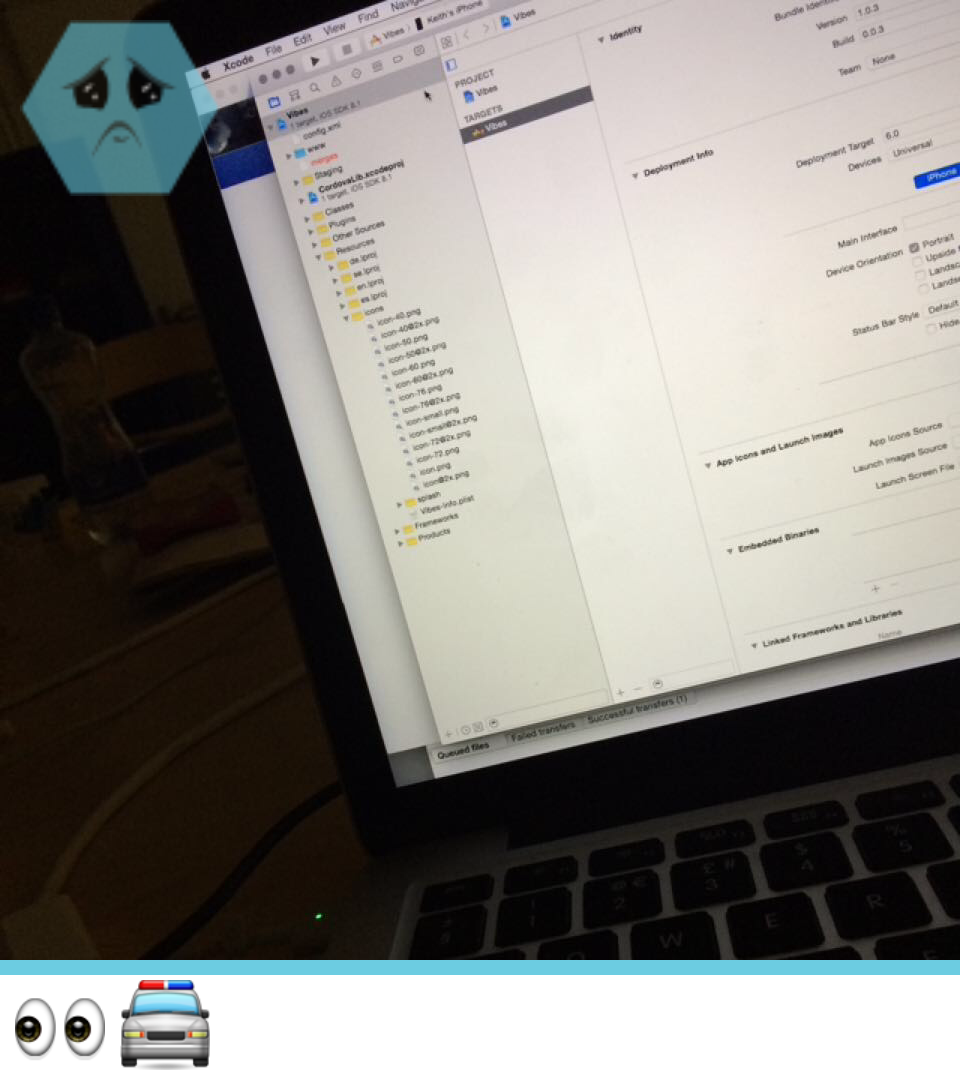 Xcode File Edit View Find
Vibes Keith's iPhone
Vibes
Vibes
1 target, iOS SDK 8.1
config.xml
www
merges
Staging
CordovaLib.xcodeproj
1 target, iOS SDK 8.1
Classes
Plugins
Other Sources
Resources
de.lproj
se.lproj
en.lproj
es.lproj
icons
icon-40.png
icon-40@2x.png
icon-50.png
icon-50@2x.png
icon-60.png
icon-60@2x.png
icon-76.png
icon-76@2x.png
icon-small.png
icon-small@2x.png
icon-72@2x.png
icon-72.png
icon.png
icon@2x.png
splash
Vibes-Info.plist
Frameworks
Products
PROJECT
Vibes
TARGETS
Vibes
Identity
Version 1.0.3
Build 0.0.3
Team None
Deployment Info
Deployment Target 6.0
Devices Universal
iPhone
Main Interface
Device Orientation Portrait
Upside
Status Bar Style Default
Hide
App Icons and Launch Images
App Icons Source
Launch Images Source
Launch Screen File
Embedded Binaries
+ −
Linked Frameworks and Libraries
Name
Queued files Failed transfers Successful transfers (1)
@ € £ # $ %
1 2 3 4 5
W E R